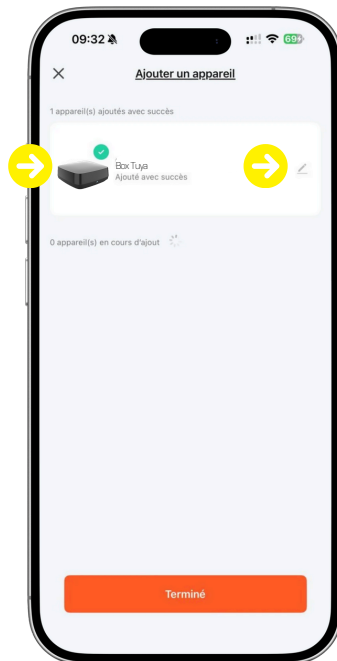 09:32
69
Ajouter un appareil
1 appareil(s) ajoutés avec succès
Box Tuya
Ajouté avec succès
0 appareil(s) en cours d'ajout
Terminé